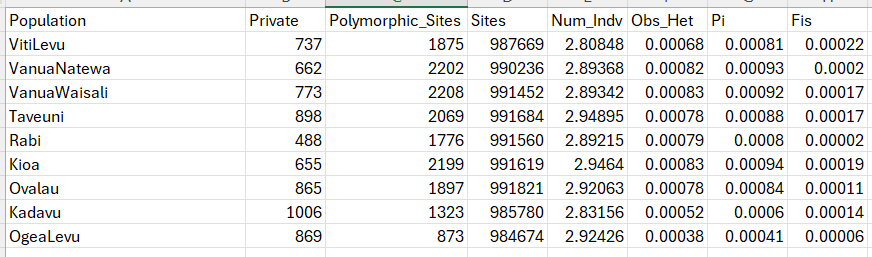 Population Private Polymorphic_Sites Sites Num_Indv Obs_Het Pi Fis
VitiLevu 737 1875 987669 2.80848 0.00068 0.00081 0.00022
VanuaNatewa 662 2202 990236 2.89368 0.00082 0.00093 0.0002
VanuaWaisali 773 2208 991452 2.89342 0.00083 0.00092 0.00017
Taveuni 898 2069 991684 2.94895 0.00078 0.00088 0.00017
Rabi 488 1776 991560 2.89215 0.00079 0.0008 0.00002
Kioa 655 2199 991619 2.9464 0.00083 0.00094 0.00019
Ovalau 865 1897 991821 2.92063 0.00078 0.00084 0.00011
Kadavu 1006 1323 985780 2.83156 0.00052 0.0006 0.00014
OgeaLevu 869 873 984674 2.92426 0.00038 0.00041 0.00006